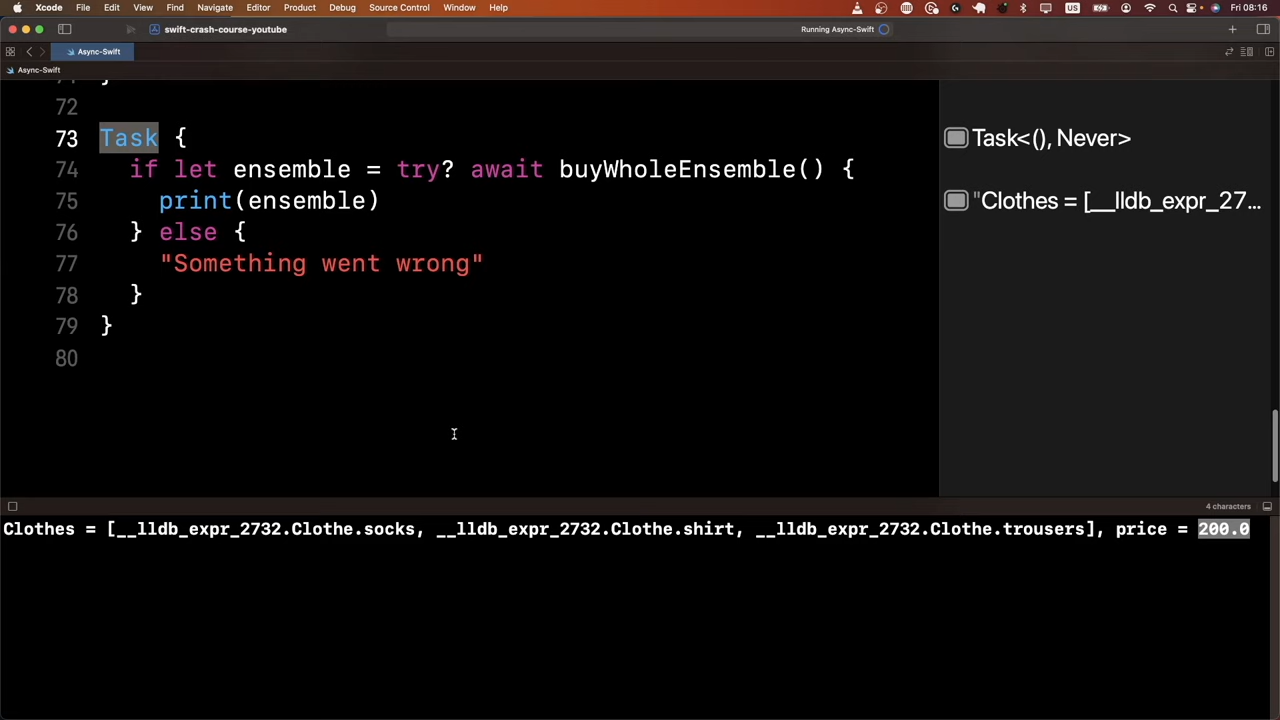 Xcode File Edit View Find Navigate Editor Product Debug Source Control Window Help Fri 08:16
swift-crash-course-youtube Running Async-Swift
Async-Swift
Async-Swift
72
73 Task {
74 if let ensemble = try? await buyWholeEnsemble() {
75 print(ensemble)
76 } else {
77 "Something went wrong"
78 }
79 }
80
Task<(), Never>
"Clothes = [__lldb_expr_27...
4 characters
Clothes = [__lldb_expr_2732.Clothe.socks, __lldb_expr_2732.Clothe.shirt, __lldb_expr_2732.Clothe.trousers], price = 200.0